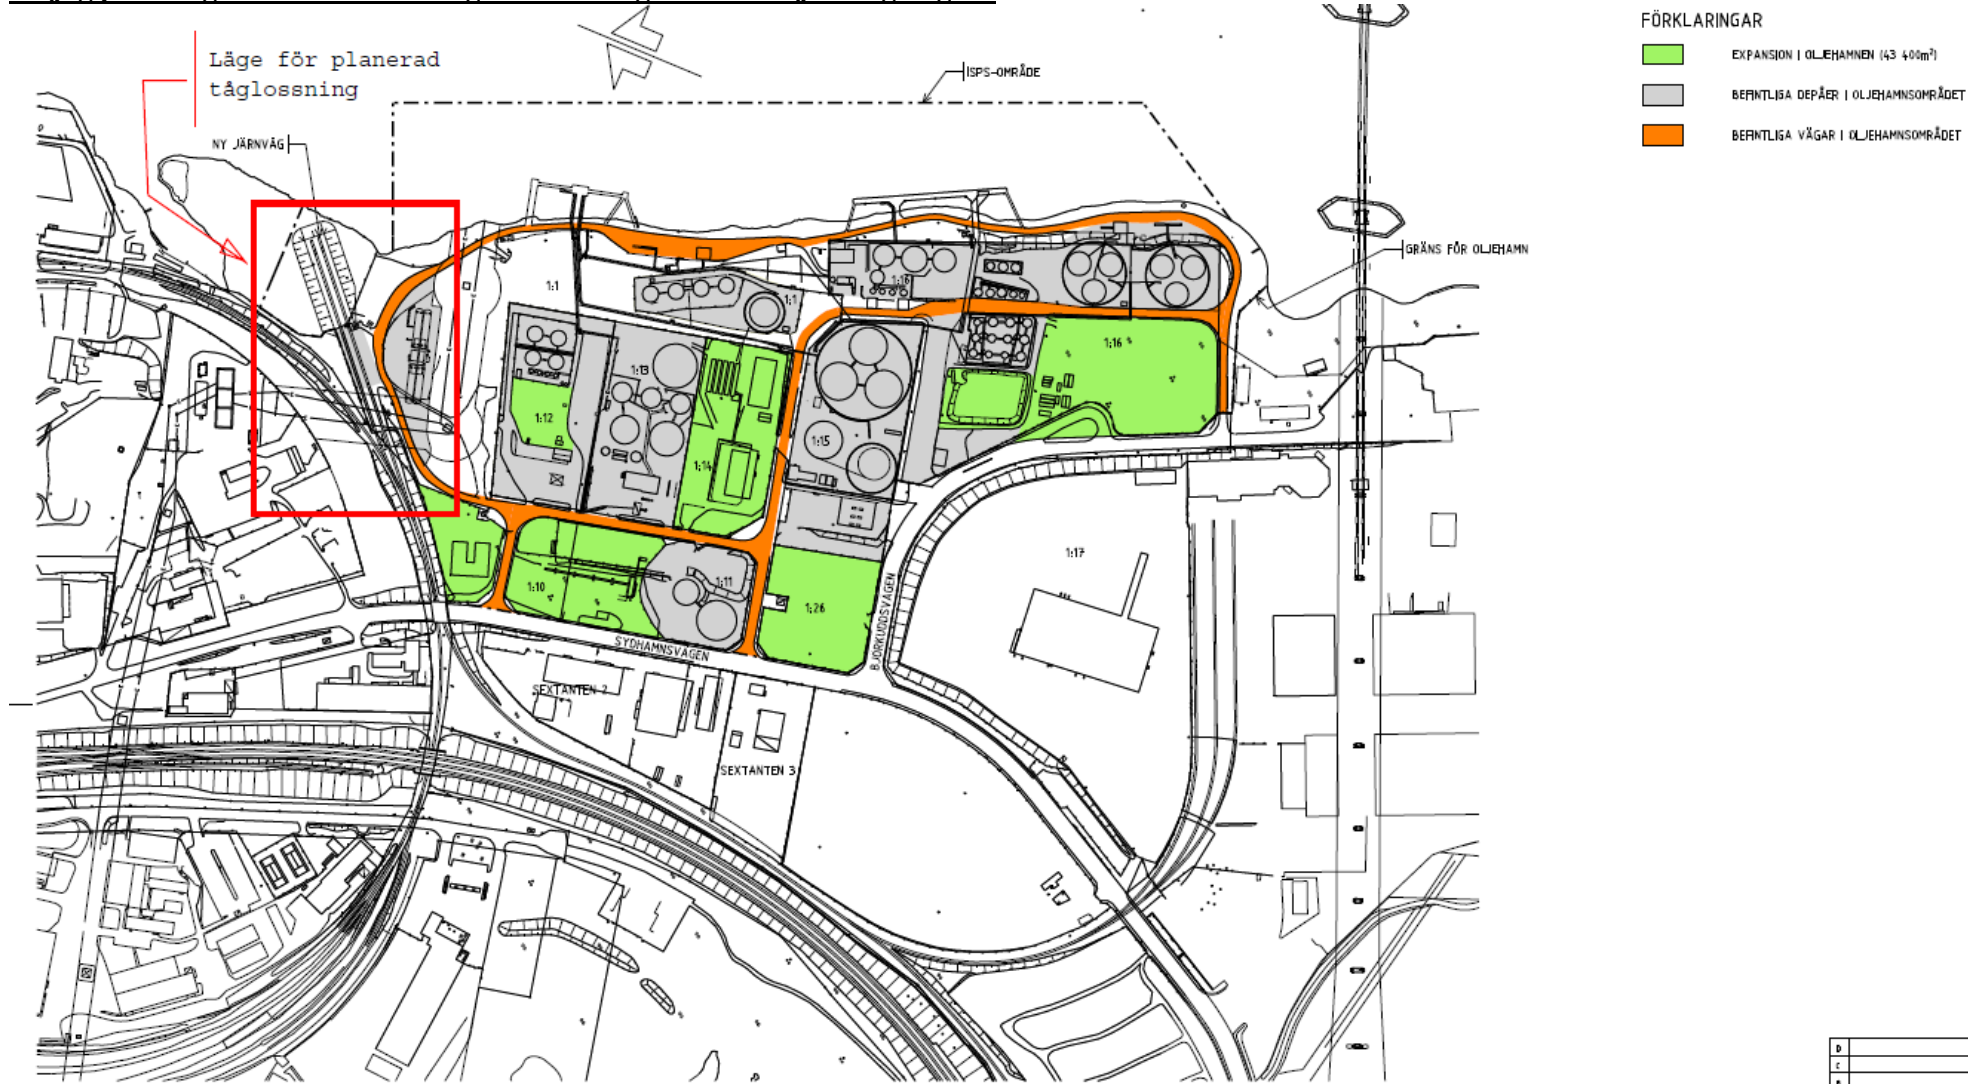 Läge för planerad
tåglossning
NY JÄRNVÄG
ISPS-OMRÅDE
GRÄNS FÖR OLJEHAMN
FÖRKLARINGAR
EXPANSION I OLJEHAMNEN (43 400m²)
BEFINTLIGA DEPÅER I OLJEHAMNSOMRÅDET
BEFINTLIGA VÄGAR I OLJEHAMNSOMRÅDET
1:1
1:1
1:16
1:16
1:13
1:12
1:14
1:15
1:10
1:11
1:26
1:17
SYDHAMNSVÄGEN
BJÖRKUDDSVÄGEN
SEXTANTEN 2
SEXTANTEN 3
D
C